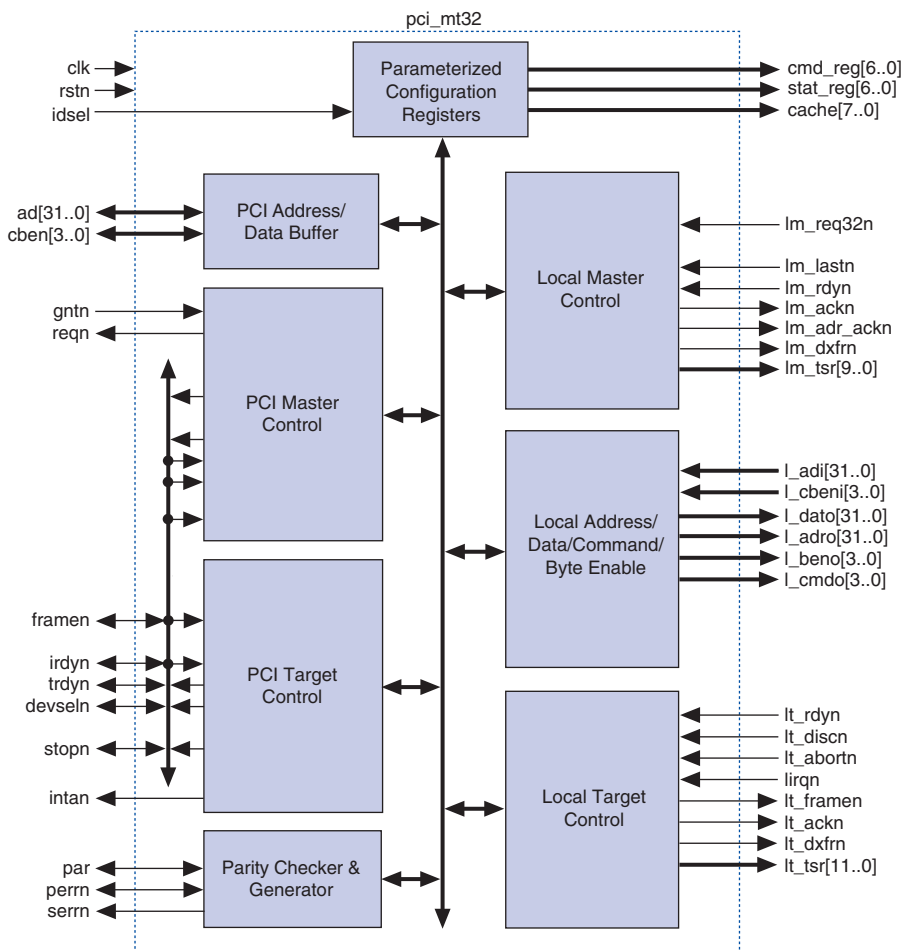 pci_mt32
clk
rstn
idsel
Parameterized
Configuration
Registers
cmd_reg[6..0]
stat_reg[6..0]
cache[7..0]
ad[31..0]
cben[3..0]
PCI Address/
Data Buffer
gntn
reqn
PCI Master
Control
framen
irdyn
trdyn
devseln
stopn
intan
PCI Target
Control
par
perrn
serrn
Parity Checker &
Generator
Local Master
Control
lm_req32n
lm_lastn
lm_rdyn
lm_ackn
lm_adr_ackn
lm_dxfrn
lm_tsr[9..0]
Local Address/
Data/Command/
Byte Enable
l_adi[31..0]
l_cbeni[3..0]
l_dato[31..0]
l_adro[31..0]
l_beno[3..0]
l_cmdo[3..0]
Local Target
Control
lt_rdyn
lt_discn
lt_abortn
lirqn
lt_framen
lt_ackn
lt_dxfrn
lt_tsr[11..0]